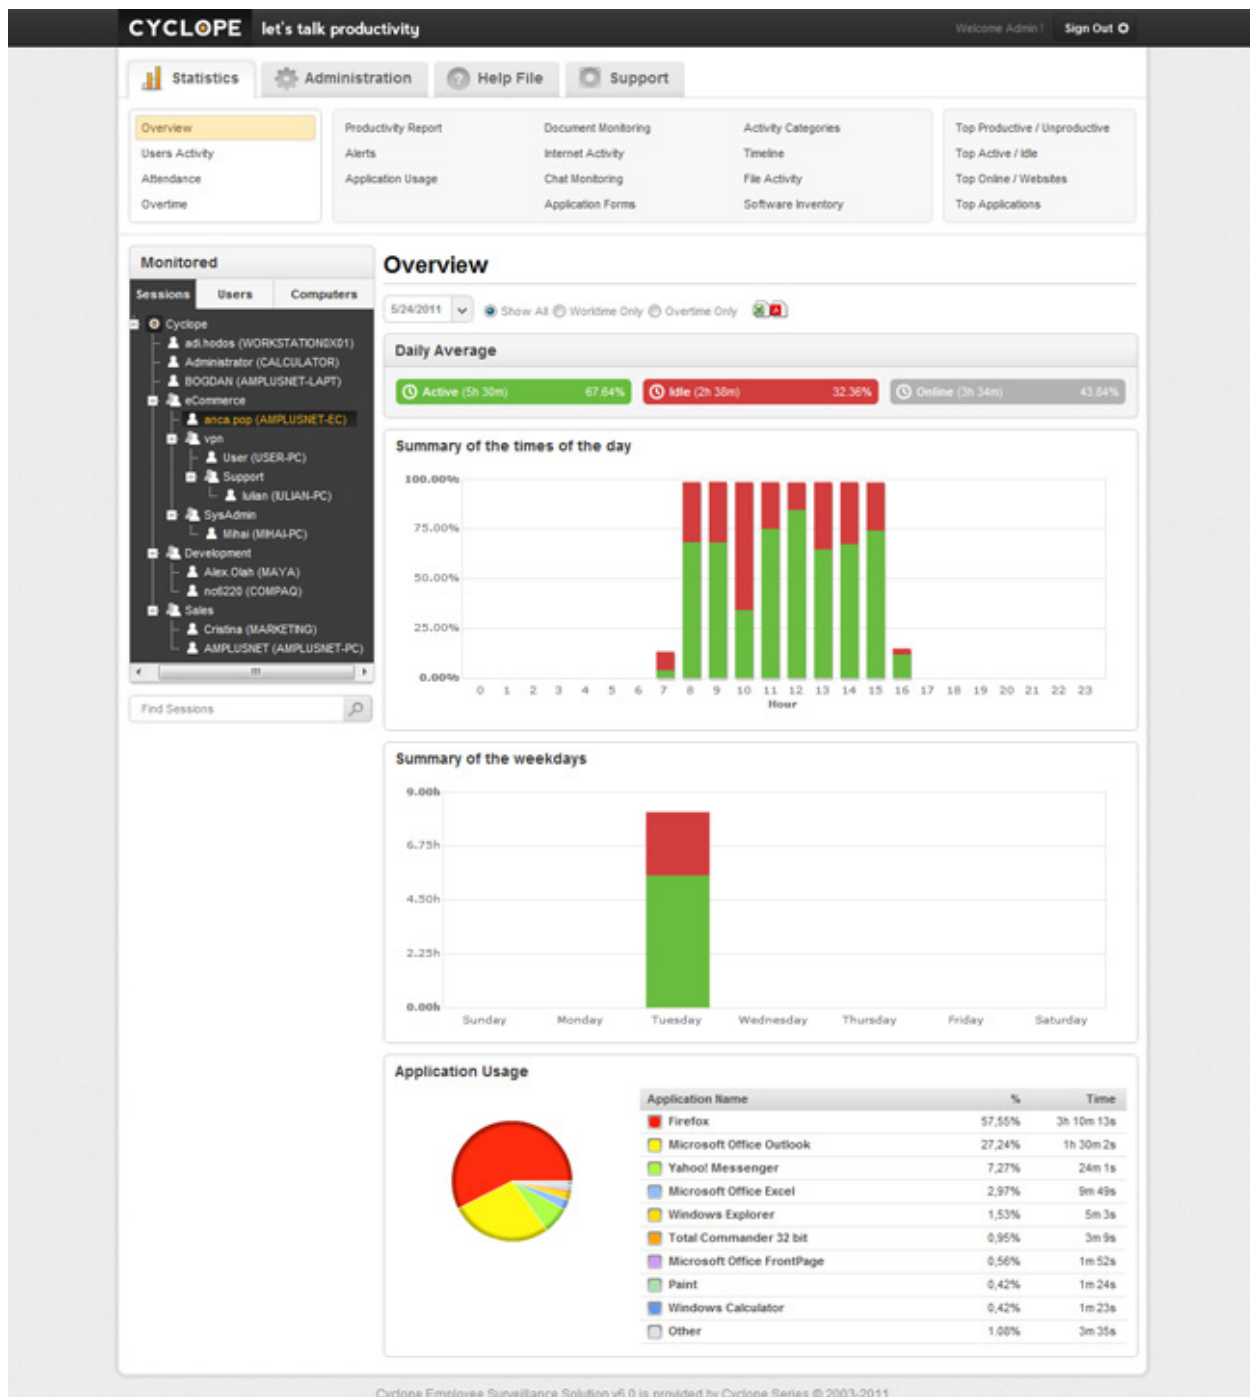 CYCLOPE let's talk productivity
Welcome Admin !
Sign Out
Statistics
Administration
Help File
Support
Overview
Users Activity
Attendance
Overtime
Productivity Report
Alerts
Application Usage
Document Monitoring
Internet Activity
Chat Monitoring
Application Forms
Activity Categories
Timeline
File Activity
Software Inventory
Top Productive / Unproductive
Top Active / Idle
Top Online / Websites
Top Applications
Monitored
Sessions Users Computers
Cyclope
adi.hodos (WORKSTATION0X01)
Administrator (CALCULATOR)
BOGDAN (AMPLUSNET-LAPT)
eCommerce
anca.pop (AMPLUSNET-EC)
vpn
User (USER-PC)
Support
Iulian (IULIAN-PC)
SysAdmin
Mihai (MIHAI-PC)
Development
Alex Olah (MAYA)
nc6220 (COMPAQ)
Sales
Cristina (MARKETING)
AMPLUSNET (AMPLUSNET-PC)
Find Sessions
Overview
5/24/2011 Show All Worktime Only Overtime Only
Daily Average
Active (5h 30m) 67.64%
Idle (2h 38m) 32.36%
Online (3h 34m) 43.84%
Summary of the times of the day
100.00%
75.00%
50.00%
25.00%
0.00%
0 1 2 3 4 5 6 7 8 9 10 11 12 13 14 15 16 17 18 19 20 21 22 23
Hour
Summary of the weekdays
9.00h
6.75h
4.50h
2.25h
0.00h
Sunday Monday Tuesday Wednesday Thursday Friday Saturday
Application Usage
Application Name % Time
Firefox 57,55% 3h 10m 13s
Microsoft Office Outlook 27,24% 1h 30m 2s
Yahoo! Messenger 7,27% 24m 1s
Microsoft Office Excel 2,97% 9m 49s
Windows Explorer 1,53% 5m 3s
Total Commander 32 bit 0,95% 3m 9s
Microsoft Office FrontPage 0,56% 1m 52s
Paint 0,42% 1m 24s
Windows Calculator 0,42% 1m 23s
Other 1.08% 3m 35s
Cyclope Employee Surveillance Solution v6.0 is provided by Cyclope Series © 2003-2011